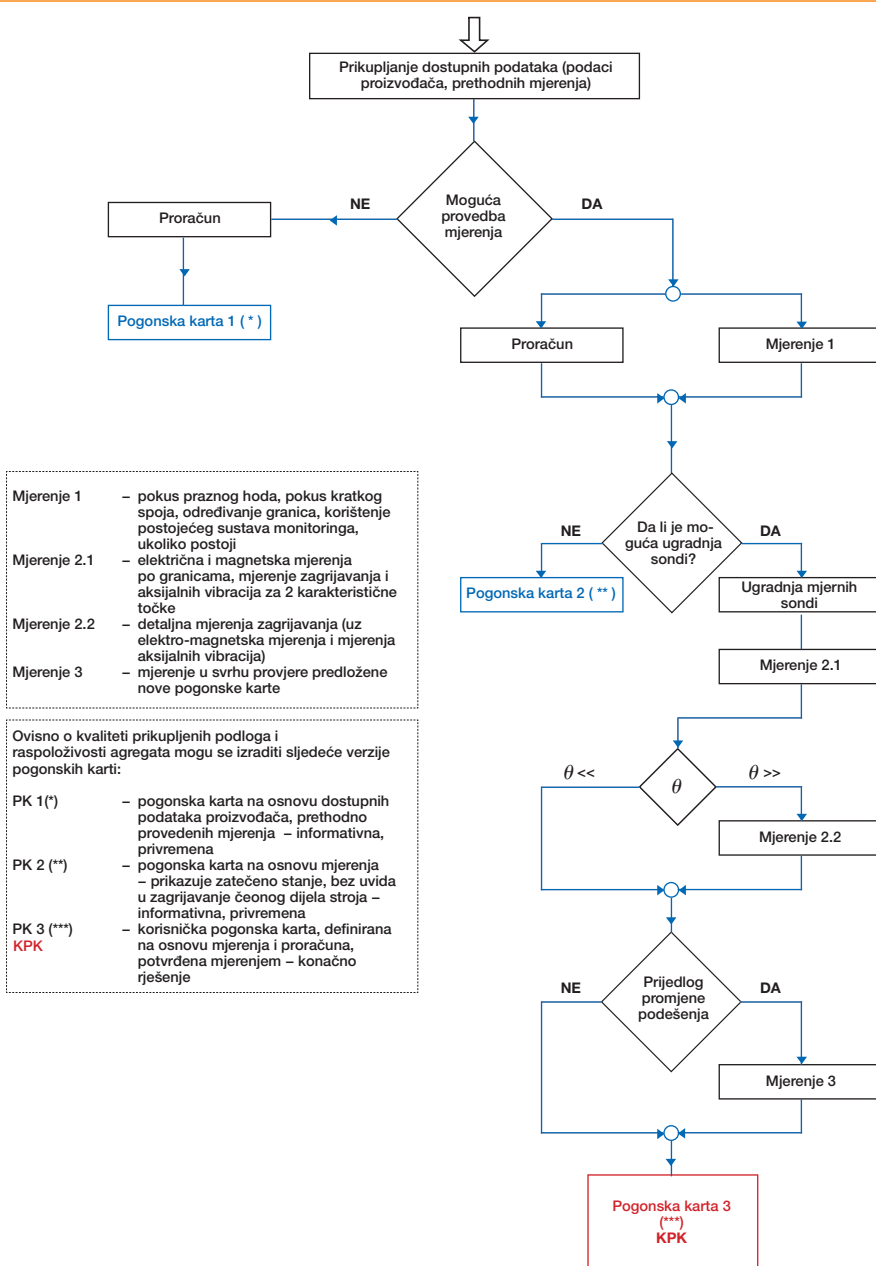 Prikupljanje dostupnih podataka (podaci
proizvođača, prethodnih mjerenja)
Moguća
provedba
mjerenja
NE
DA
Proračun
Pogonska karta 1 ( * )
Proračun
Mjerenje 1
Da li je mo-
guća ugradnja
sondi?
NE
DA
Pogonska karta 2 ( ** )
Ugradnja mjernih
sondi
Mjerenje 2.1
θ <<
θ
θ >>
Mjerenje 2.2
Prijedlog
promjene
podešenja
NE
DA
Mjerenje 3
Pogonska karta 3
(***)
KPK
Mjerenje 1 – pokus praznog hoda, pokus kratkog
spoja, određivanje granica, korištenje
postojećeg sustava monitoringa,
ukoliko postoji
Mjerenje 2.1 – električna i magnetska mjerenja
po granicama, mjerenje zagrijavanja i
aksijalnih vibracija za 2 karakteristične
točke
Mjerenje 2.2 – detaljna mjerenja zagrijavanja (uz
elektro-magnetska mjerenja i mjerenja
aksijalnih vibracija)
Mjerenje 3 – mjerenje u svrhu provjere predložene
nove pogonske karte
Ovisno o kvaliteti prikupljenih podloga i
raspoloživosti agregata mogu se izraditi sljedeće verzije
pogonskih karti:
PK 1(*) – pogonska karta na osnovu dostupnih
podataka proizvođača, prethodno
provedenih mjerenja – informativna,
privremena
PK 2 (**) – pogonska karta na osnovu mjerenja
– prikazuje zatečeno stanje, bez uvida
u zagrijavanje čeonog dijela stroja –
informativna, privremena
PK 3 (***) – korisnička pogonska karta, definirana
KPK na osnovu mjerenja i proračuna,
potvrđena mjerenjem – konačno
rješenje